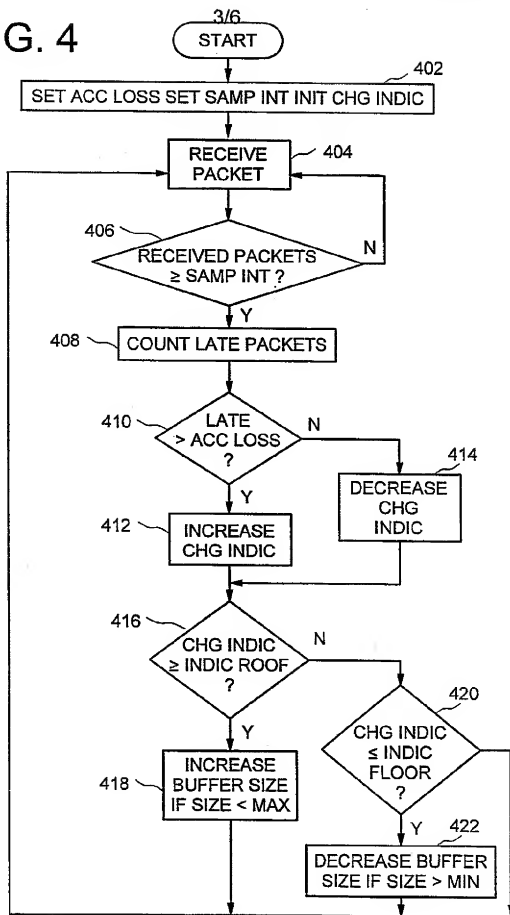 3/6
G. 4
START
402
SET ACC LOSS SET SAMP INT INIT CHG INDIC
RECEIVE
PACKET
404
406
RECEIVED PACKETS
≥ SAMP INT ?
N
Y
408
COUNT LATE PACKETS
410
LATE
> ACC LOSS
?
N
Y
414
DECREASE
CHG
INDIC
412
INCREASE
CHG INDIC
416
CHG INDIC
≥ INDIC ROOF
?
N
Y
420
CHG INDIC
≤ INDIC
FLOOR
?
418
INCREASE
BUFFER SIZE
IF SIZE < MAX
Y
422
DECREASE BUFFER
SIZE IF SIZE > MIN